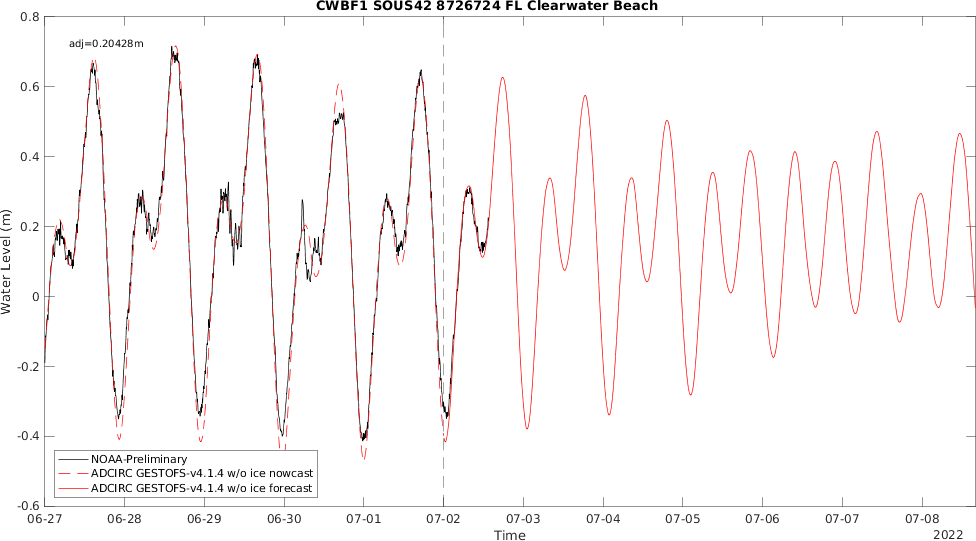 CWBF1 SOUS42 8726724 FL Clearwater Beach
0.8
adj=0.20428m
0.6
0.4
0.2
0
-0.2
-0.4
-0.6
Water Level (m)
NOAA-Preliminary
ADCIRC GESTOFS-v4.1.4 w/o ice nowcast
ADCIRC GESTOFS-v4.1.4 w/o ice forecast
06-27 06-28 06-29 06-30 07-01 07-02 07-03 07-04 07-05 07-06 07-07 07-08
Time
2022